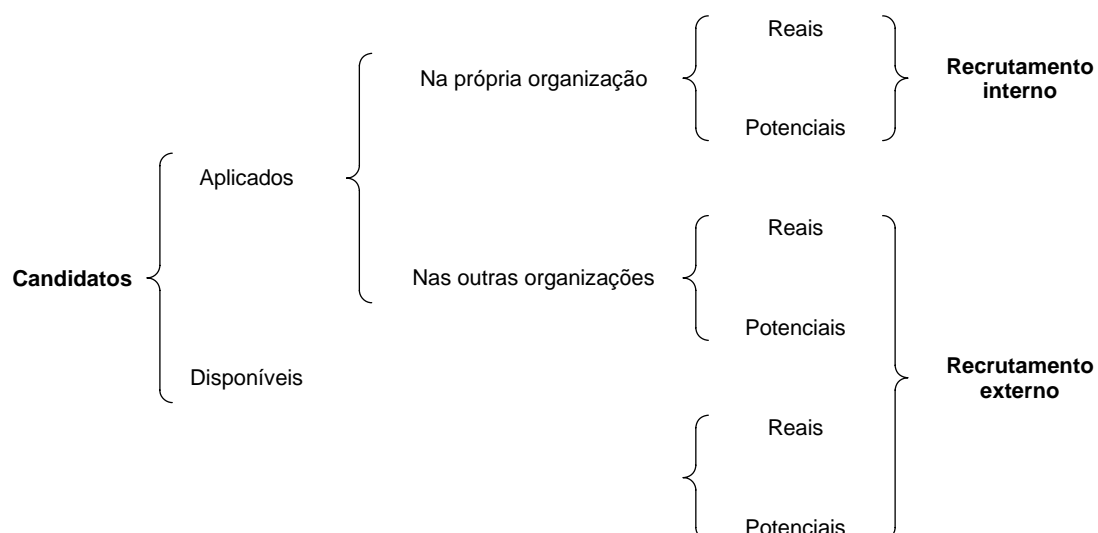 Reais
Na própria organização
Recrutamento
interno
Potenciais
Aplicados
Reais
Candidatos
Nas outras organizações
Potenciais
Disponíveis
Recrutamento
externo
Reais
Potenciais